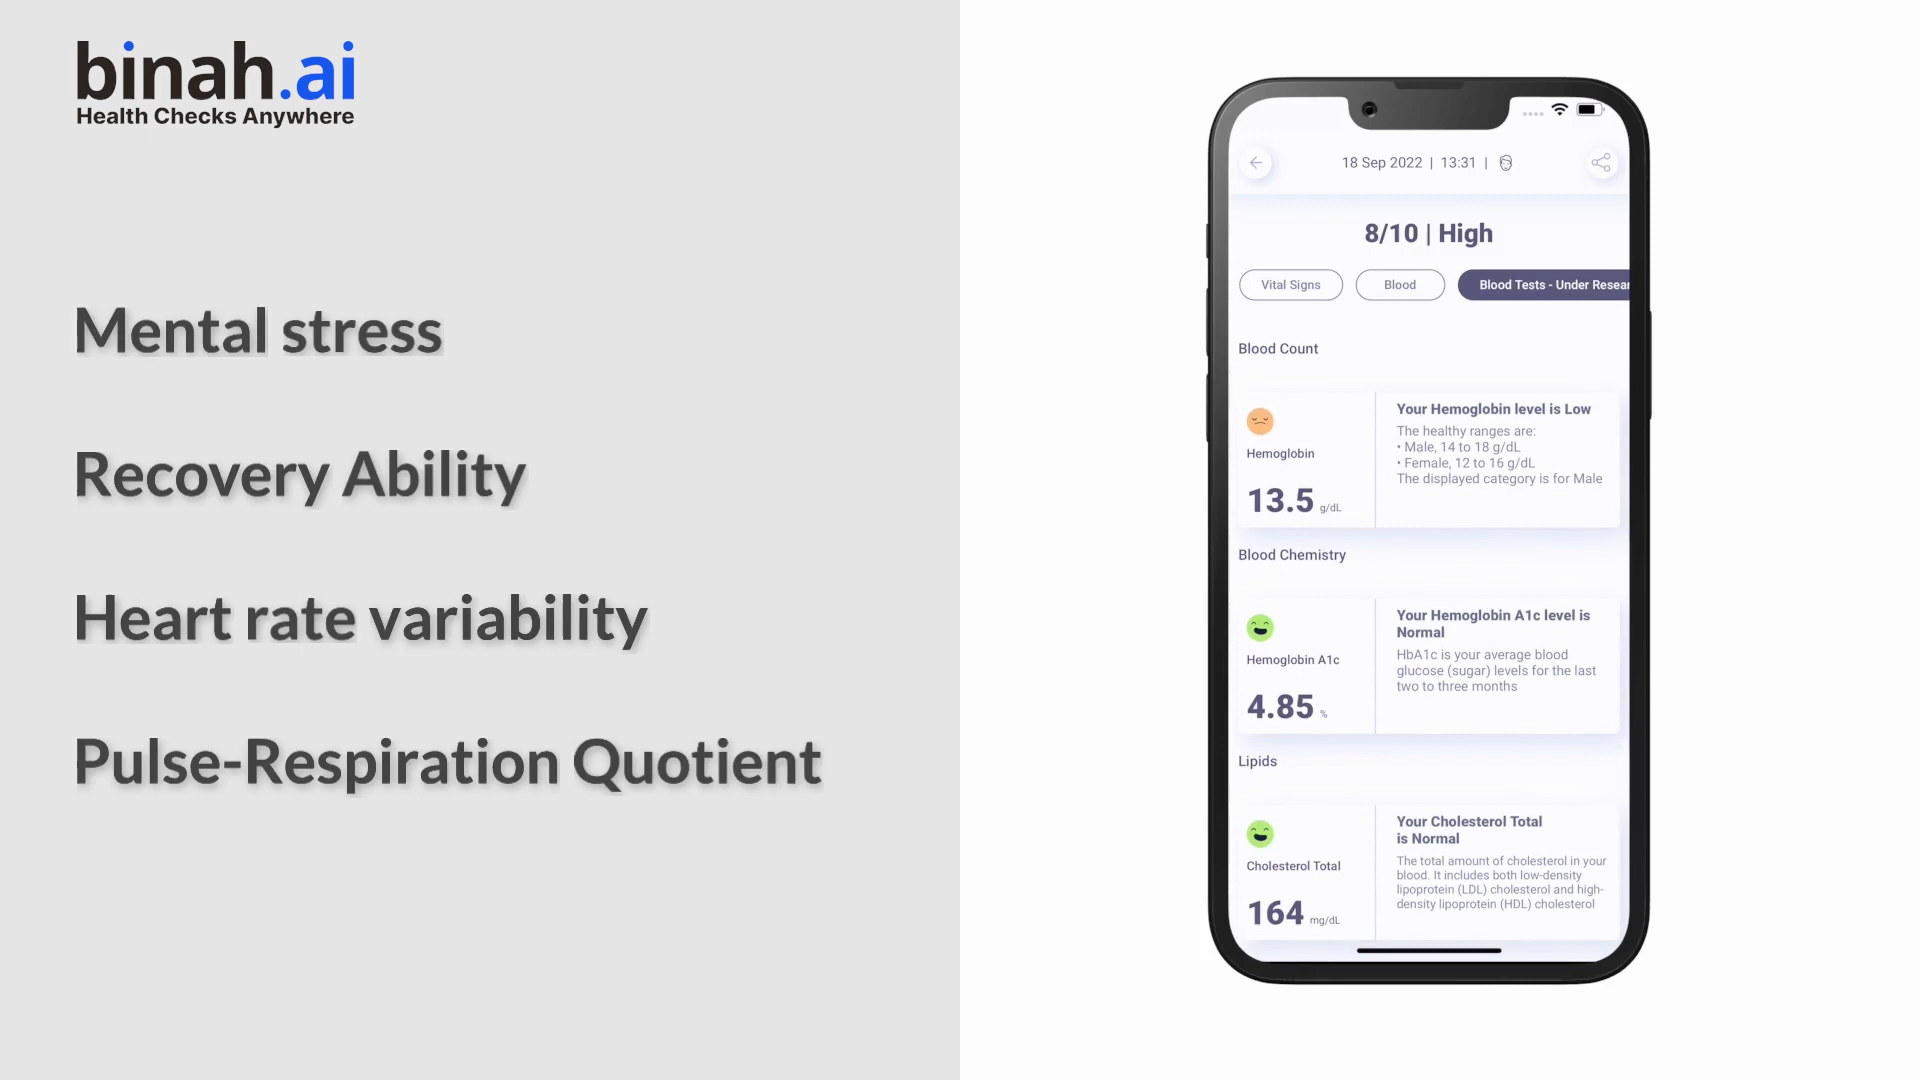 binah.ai
Health Checks Anywhere
Mental stress
Recovery Ability
Heart rate variability
Pulse-Respiration Quotient
18 Sep 2022 | 13:31 |
8/10 | High
Vital Signs
Blood
Blood Tests - Under Resear
Blood Count
Hemoglobin
13.5 g/dL
Your Hemoglobin level is Low
The healthy ranges are:
• Male, 14 to 18 g/dL
• Female, 12 to 16 g/dL
The displayed category is for Male
Blood Chemistry
Hemoglobin A1c
4.85 %
Your Hemoglobin A1c level is
Normal
HbA1c is your average blood
glucose (sugar) levels for the last
two to three months
Lipids
Cholesterol Total
164 mg/dL
Your Cholesterol Total
is Normal
The total amount of cholesterol in your
blood. It includes both low-density
lipoprotein (LDL) cholesterol and high-
density lipoprotein (HDL) cholesterol